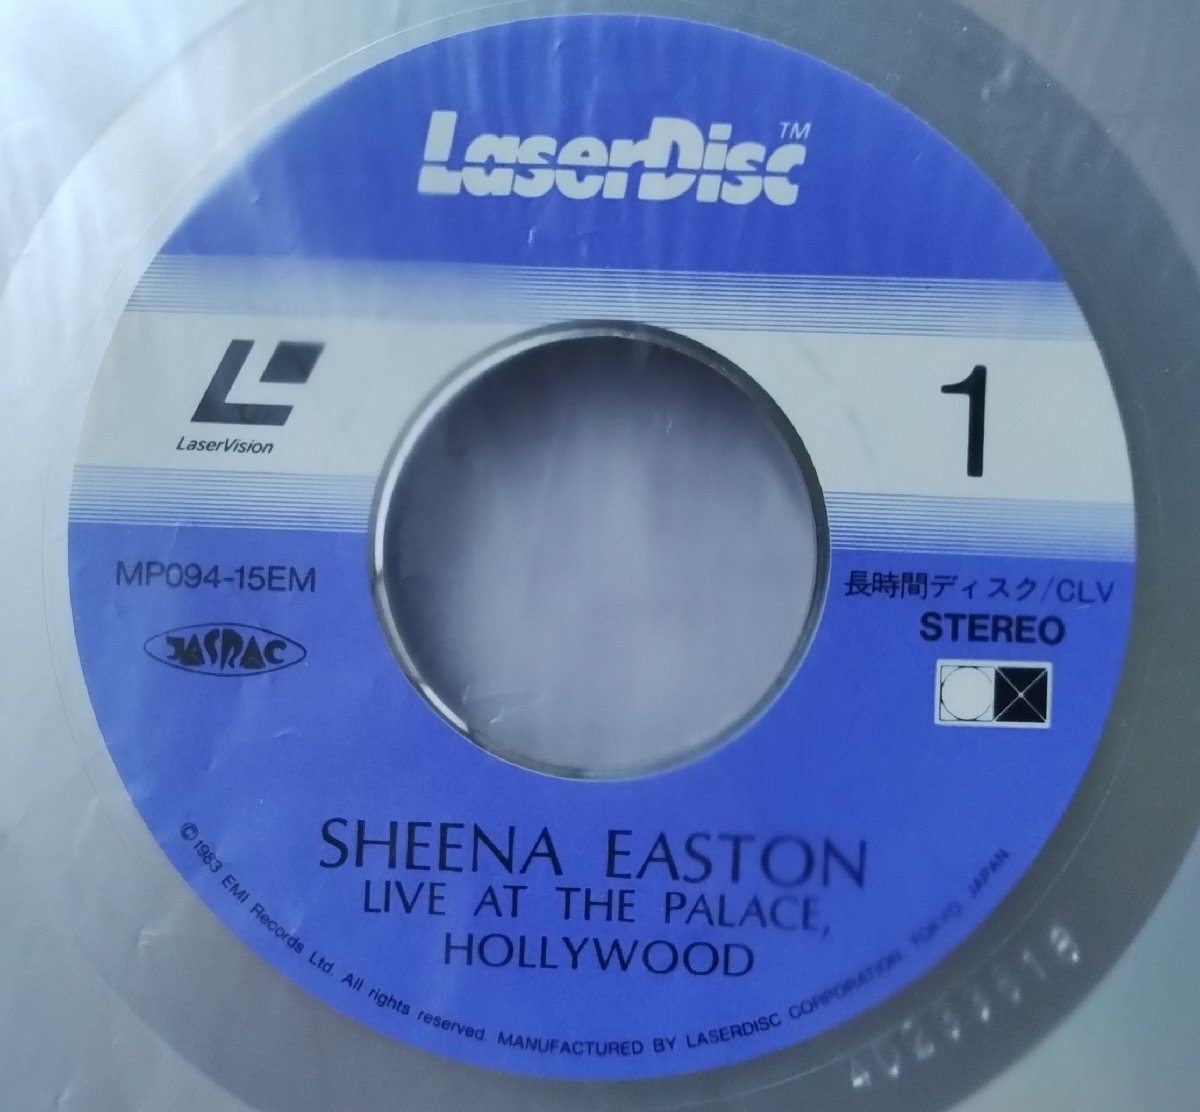 LaserDisc™
LaserVision
1
MP094-15EM
JASRAC
長時間ディスク/CLV
STEREO
SHEENA EASTON
LIVE AT THE PALACE,
HOLLYWOOD
©1983 EMI Records Ltd. All rights reserved. MANUFACTURED BY LASERDISC CORPORATION TOKYO, JAPAN